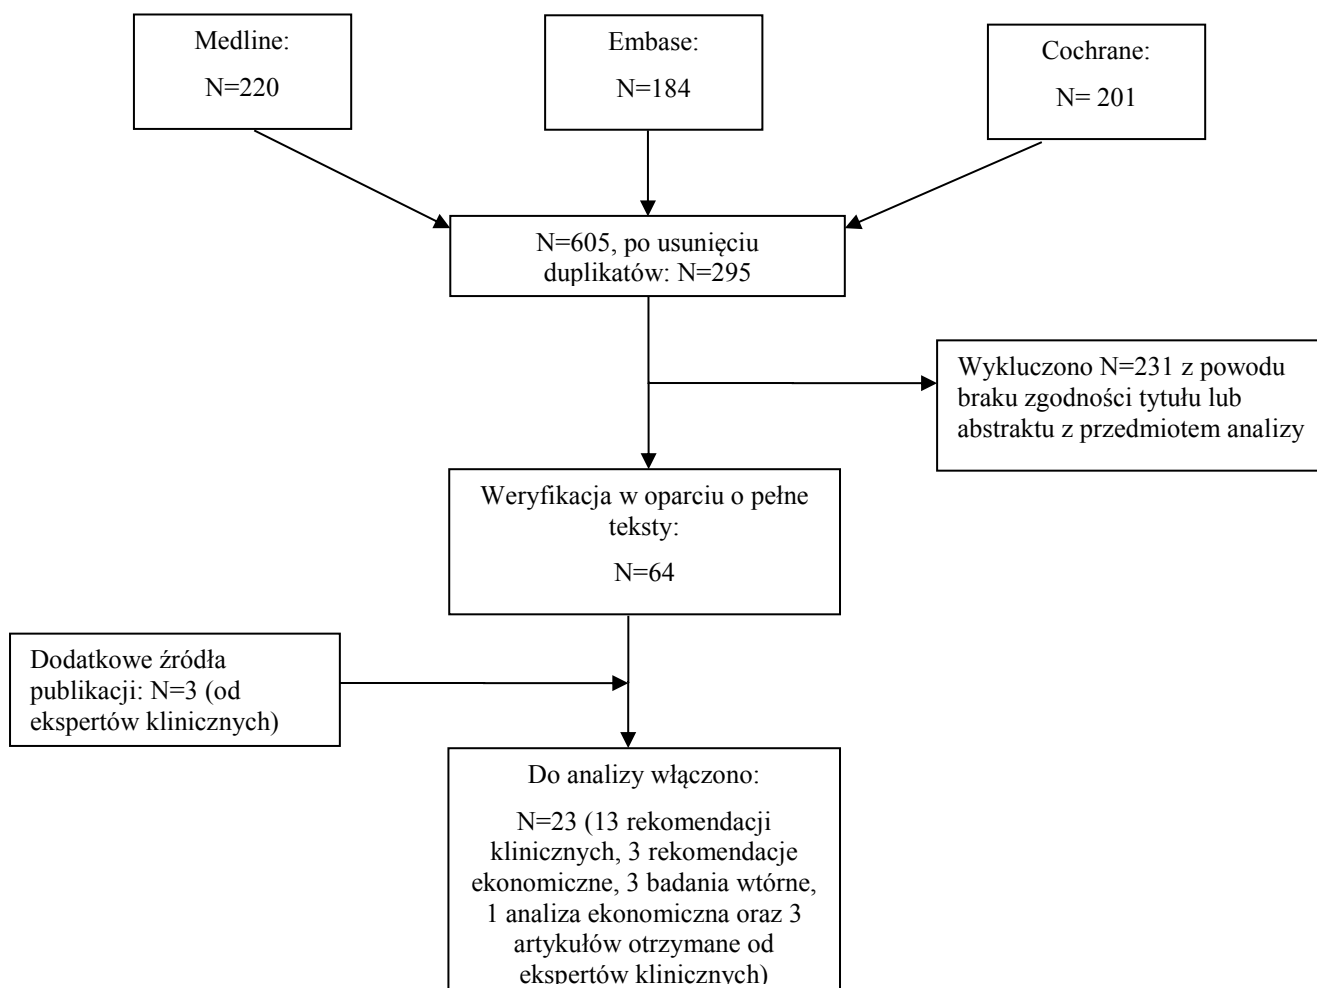 Medline:
N=220
Embase:
N=184
Cochrane:
N= 201
N=605, po usunięciu
duplikatów: N=295
Wykluczono N=231 z powodu
braku zgodności tytułu lub
abstraktu z przedmiotem analizy
Weryfikacja w oparciu o pełne
teksty:
N=64
Dodatkowe źródła
publikacji: N=3 (od
ekspertów klinicznych)
Do analizy włączono:
N=23 (13 rekomendacji
klinicznych, 3 rekomendacje
ekonomiczne, 3 badania wtórne,
1 analiza ekonomiczna oraz 3
artykułów otrzymane od
ekspertów klinicznych)